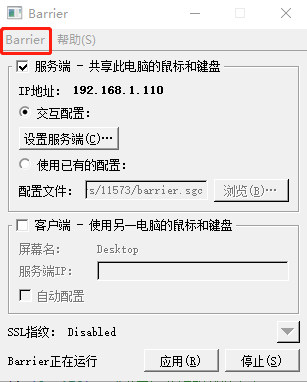 Barrier
Barrier 帮助(S)
服务端 - 共享此电脑的鼠标和键盘
IP地址: 192.168.1.110
交互配置:
设置服务端(C)…
使用已有的配置:
配置文件: s/11573/barrier.sgc 浏览(B)…
客户端 - 使用另一电脑的鼠标和键盘
屏幕名: Desktop
服务端IP:
自动配置
SSL指纹: Disabled
Barrier正在运行 应用(R) 停止(S)